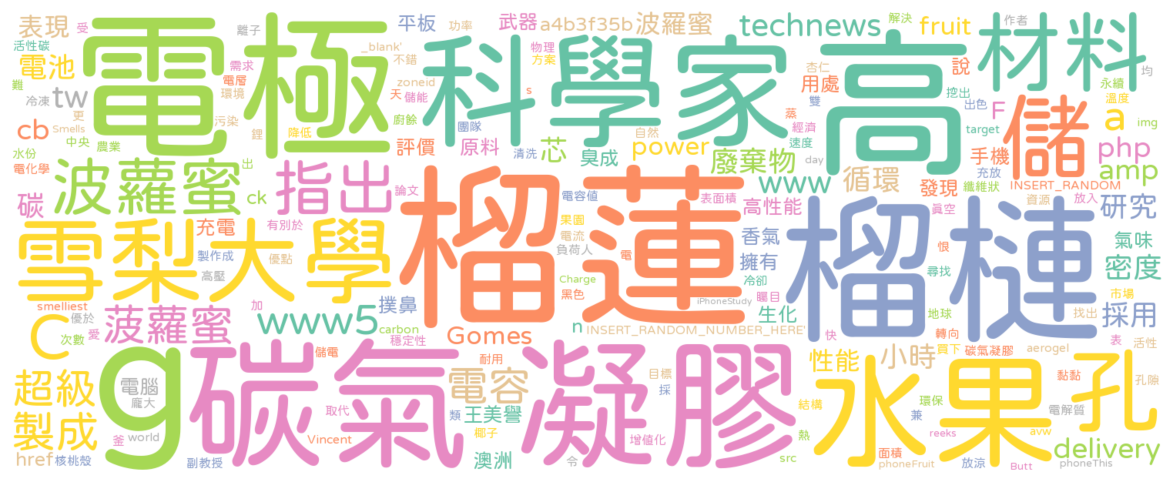 表現 受 離子 _blank' 功率 平板 武器 a4b3f35b 波羅蜜 technews 解決 fruit 作者
活性碳 電極 科學家 物理 不錯 高 材料
電池 需求 電層 zoneid 方案 杏仁 用處 說 挖出 永續 均
難 冷凍 tw 環境 天 儲能 s 雙 出色 F 儲 溫度
更 污染 廚餘 蒸 a img
cb Smells 中央 鋰 降低 團隊 自然 經濟 target
水份 農業 評價 原料 清洗 芯 power 速度 手機 php
電化學 出 臭成 廢棄物 day 發現 充放 amp
波蘿蜜 指出 論文 電容值 表面積 www 循環 纖維狀 INSERT_RANDOM 放入
碳 ck 榴蓮 高性能 榴槤 真空 資源 研究
充電 有別於 果園 香氣 恨 氣味
雪梨大學 製作成 優點 電流 負荷人 電 擁有 尋找 密度
高壓 Charge 冷卻 地球 市場
smelliest 加 黑色 iPhoneStudy 矚目 轉向 找出 採用
C 優於 愛 菠蘿蜜 撲鼻 生化 快 表
次數 www5 carbon Gomes n INSERT_RANDOM_NUMBER_HERE'
g 儲電 穩定性 耐用 目標 性能 小時 買下 碳氣凝膠 aerogel 活性
超級 電腦 碳氣凝膠 電容 採 水果 黏黏 孔隙
龐大 取代 類 王美譽 結構 環保 孔
製成 兼 電解質
釜 world Vincent 椰子 增值化 熱 reeks avw
href 核桃殼 副教授 澳洲 令 src 面積 phoneFruit 放涼 Butt phoneThis delivery